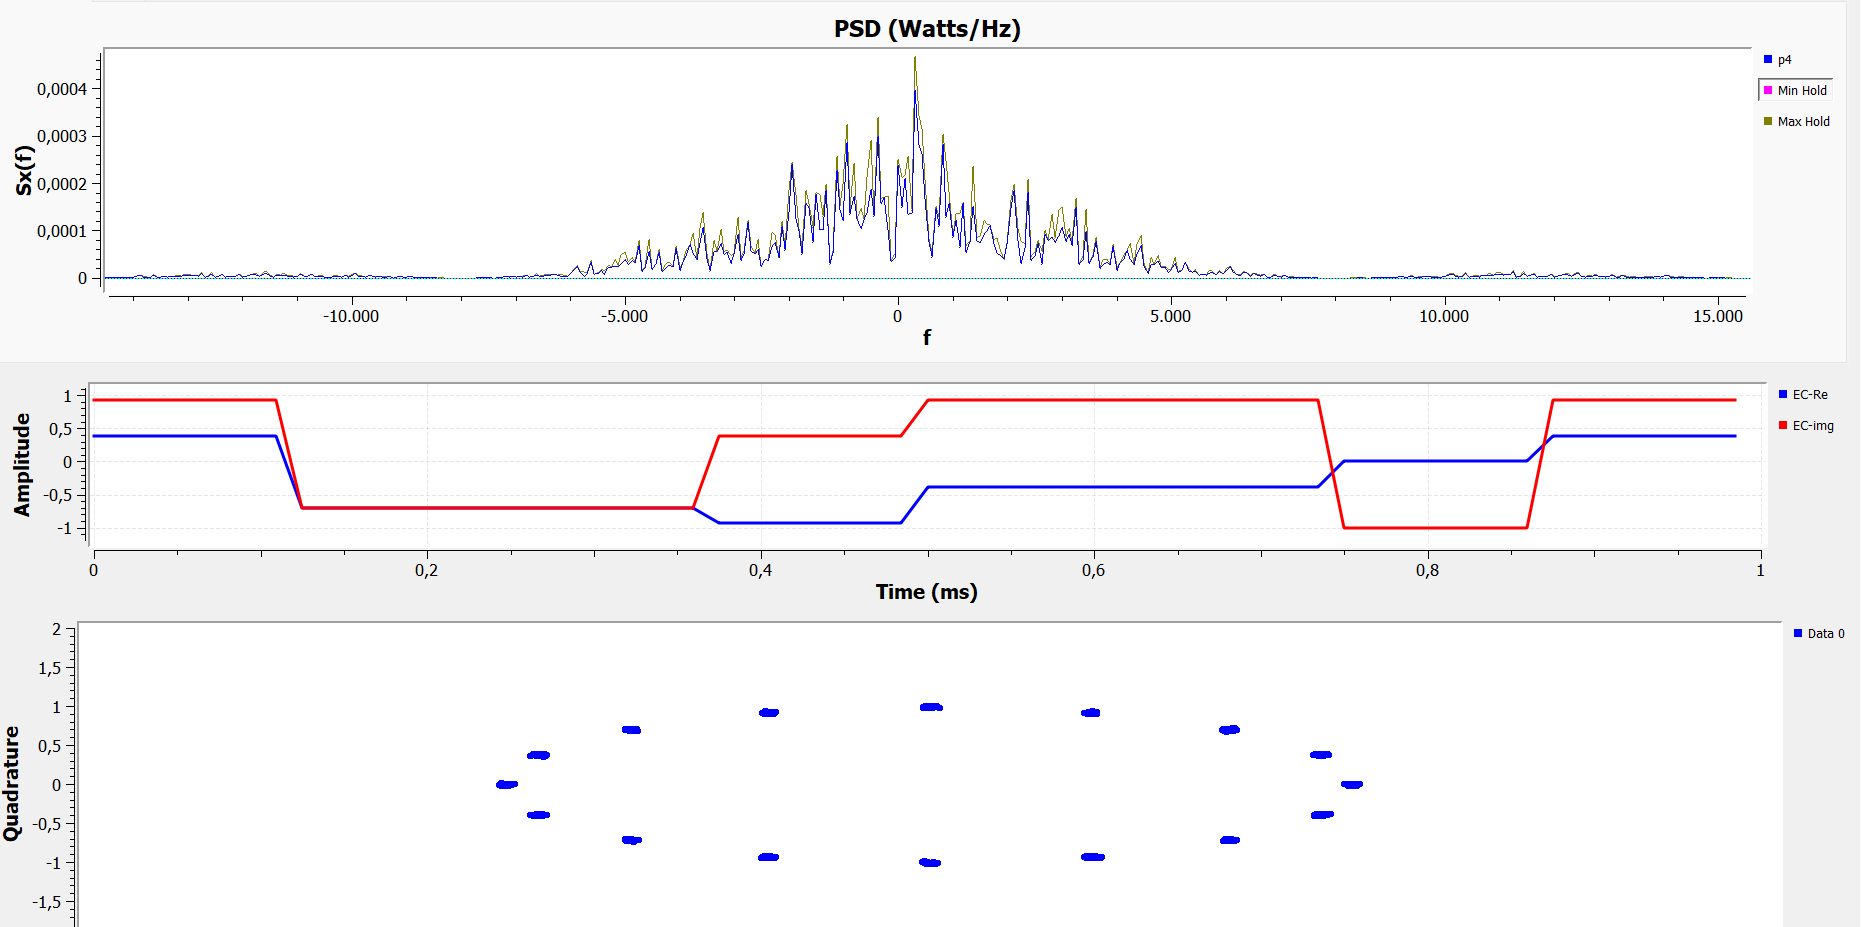 PSD (Watts/Hz)
p4
Min Hold
Max Hold
Sx(f)
0,0004
0,0003
0,0002
0,0001
0
-10.000 -5.000 0 5.000 10.000 15.000
f
EC-Re
EC-img
Amplitude
1
0,5
0
-0,5
-1
0 0,2 0,4 0,6 0,8 1
Time (ms)
Data 0
Quadrature
2
1,5
1
0,5
0
-0,5
-1
-1,5